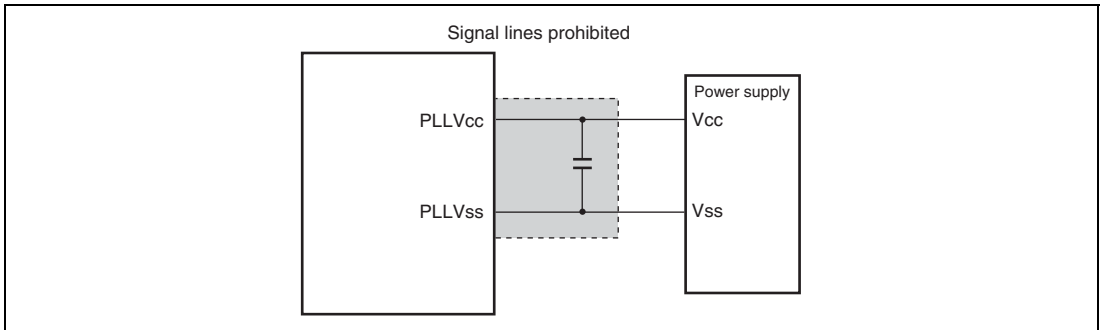 Signal lines prohibited
Power supply
PLLVcc
Vcc
PLLVss
Vss